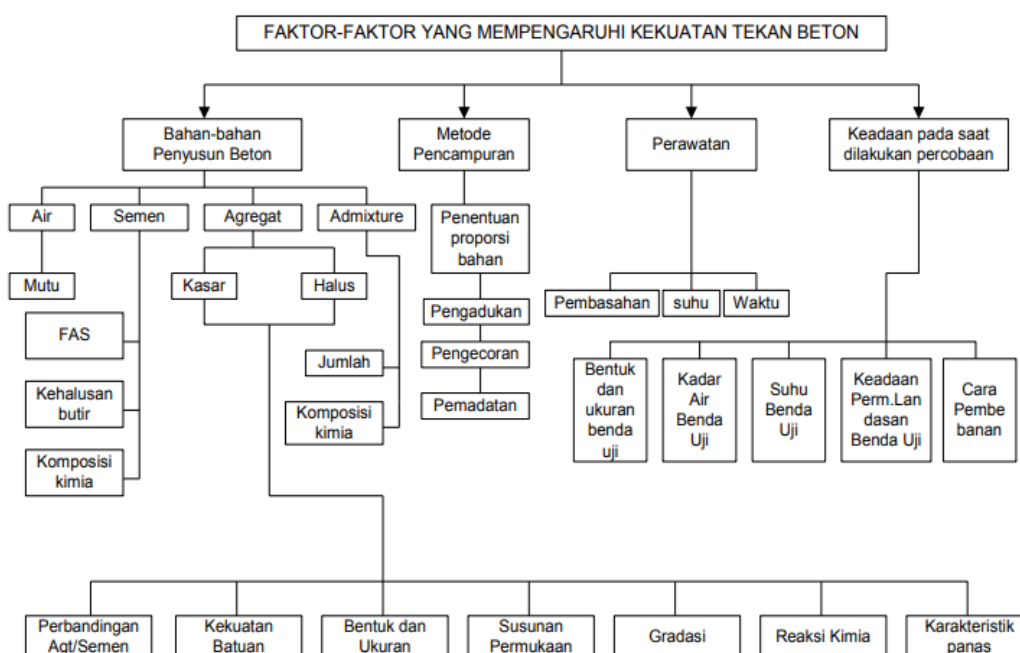 FAKTOR-FAKTOR YANG MEMPENGARUHI KEKUATAN TEKAN BETON
Bahan-bahan
Penyusun Beton
Metode
Pencampuran
Perawatan
Keadaan pada saat
dilakukan percobaan
Air
Semen
Agregat
Admixture
Penentuan
proporsi
bahan
Mutu
Kasar
Halus
Pembasahan
suhu
Waktu
Pengadukan
FAS
Jumlah
Pengecoran
Kehalusan
butir
Komposisi
kimia
Pemadatan
Bentuk
dan
ukuran
benda
uji
Kadar
Air
Benda
Uji
Suhu
Benda
Uji
Keadaan
Perm.Lan
dasan
Benda Uji
Cara
Pembe
banan
Komposisi
kimia
Perbandingan
Agt/Semen
Kekuatan
Batuan
Bentuk dan
Ukuran
Susunan
Permukaan
Gradasi
Reaksi Kimia
Karakteristik
panas